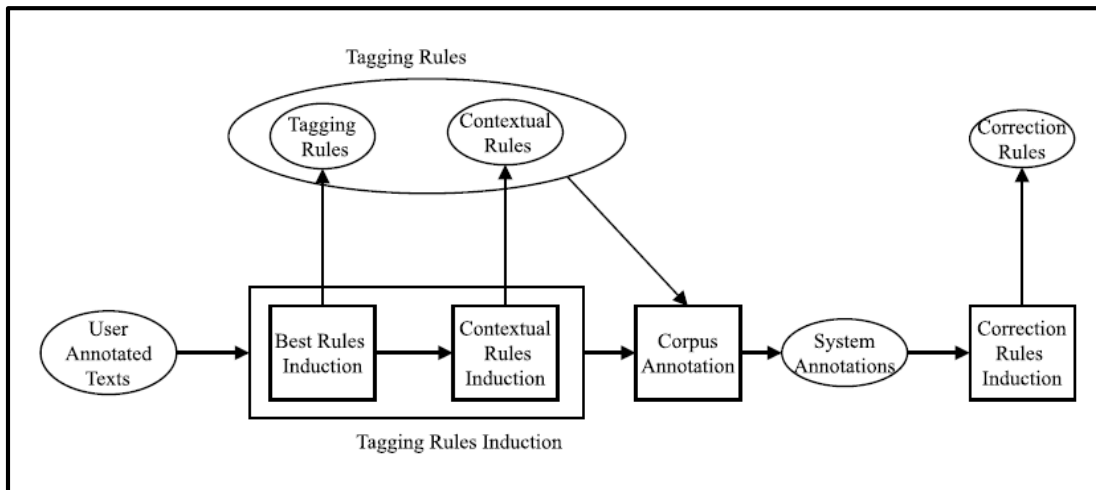 Tagging Rules
Tagging
Rules
Contextual
Rules
Correction
Rules
User
Annotated
Texts
Best Rules
Induction
Contextual
Rules
Induction
Corpus
Annotation
System
Annotations
Correction
Rules
Induction
Tagging Rules Induction